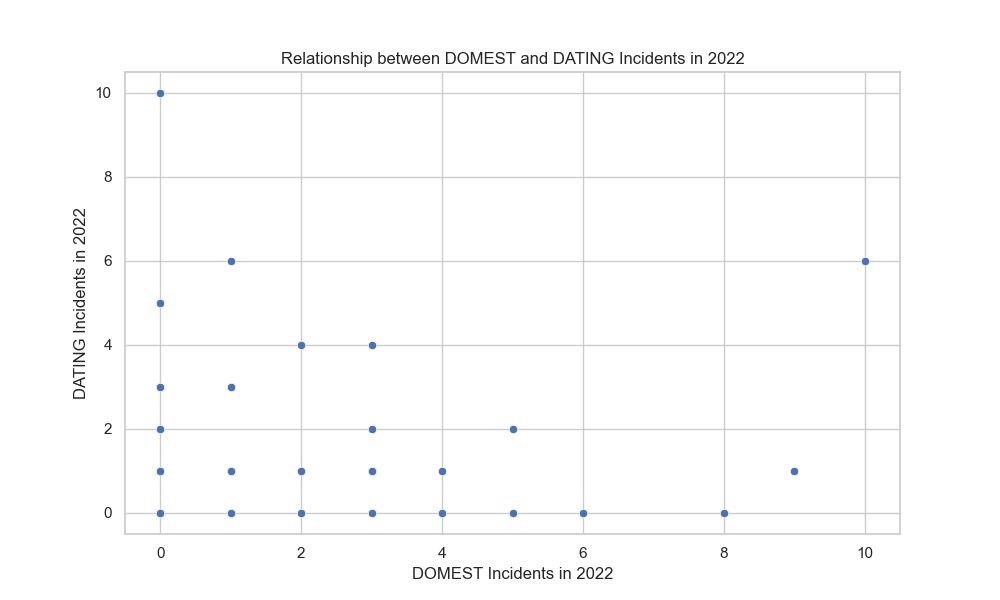 Relationship between DOMEST and DATING Incidents in 2022
10
8
6
4
2
0
DATING Incidents in 2022
0 2 4 6 8 10
DOMEST Incidents in 2022